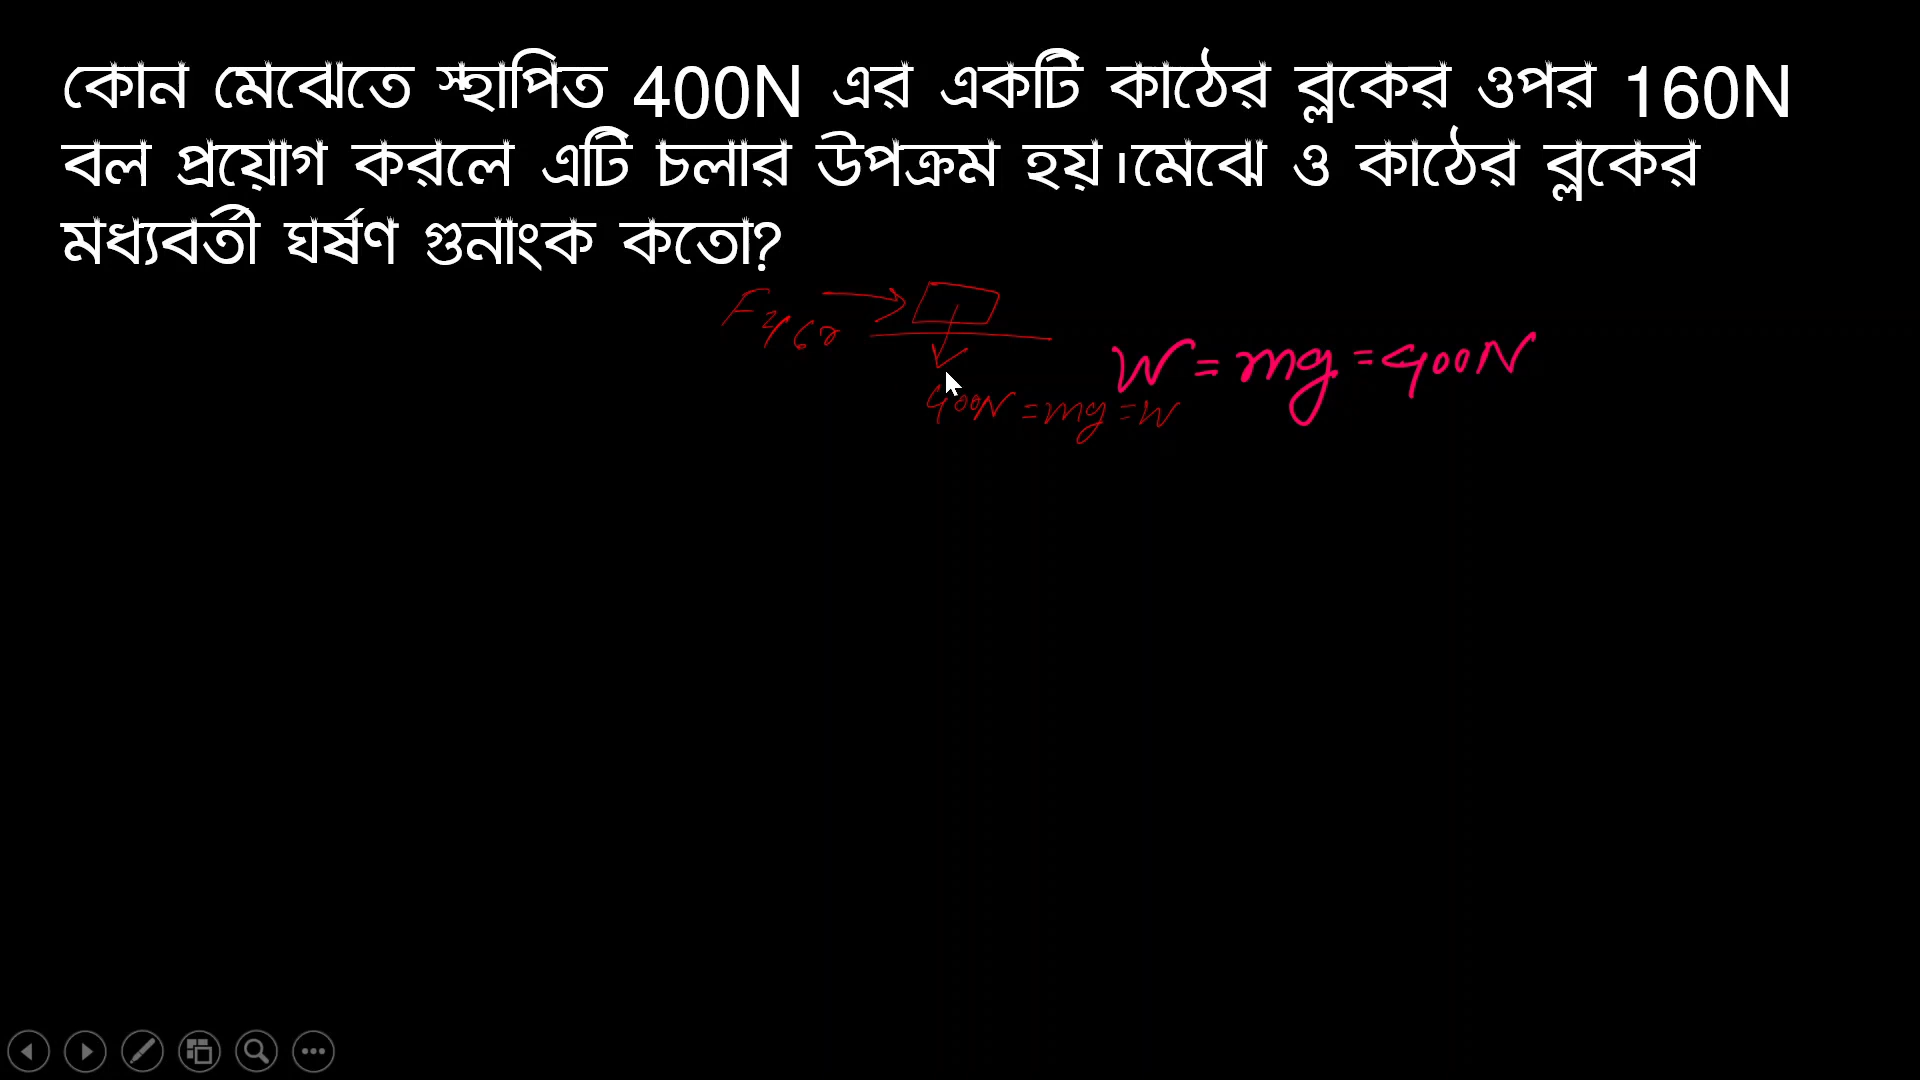 কোন মেঝেতে স্থাপিত 400N এর একটি কাঠের ব্লকের ওপর 160N
বল প্রয়োগ করলে এটি চলার উপক্রম হয়।মেঝে ও কাঠের ব্লকের
মধ্যবর্তী ঘর্ষণ গুনাংক কতো?
W = mg = 400N
400N = mg = W